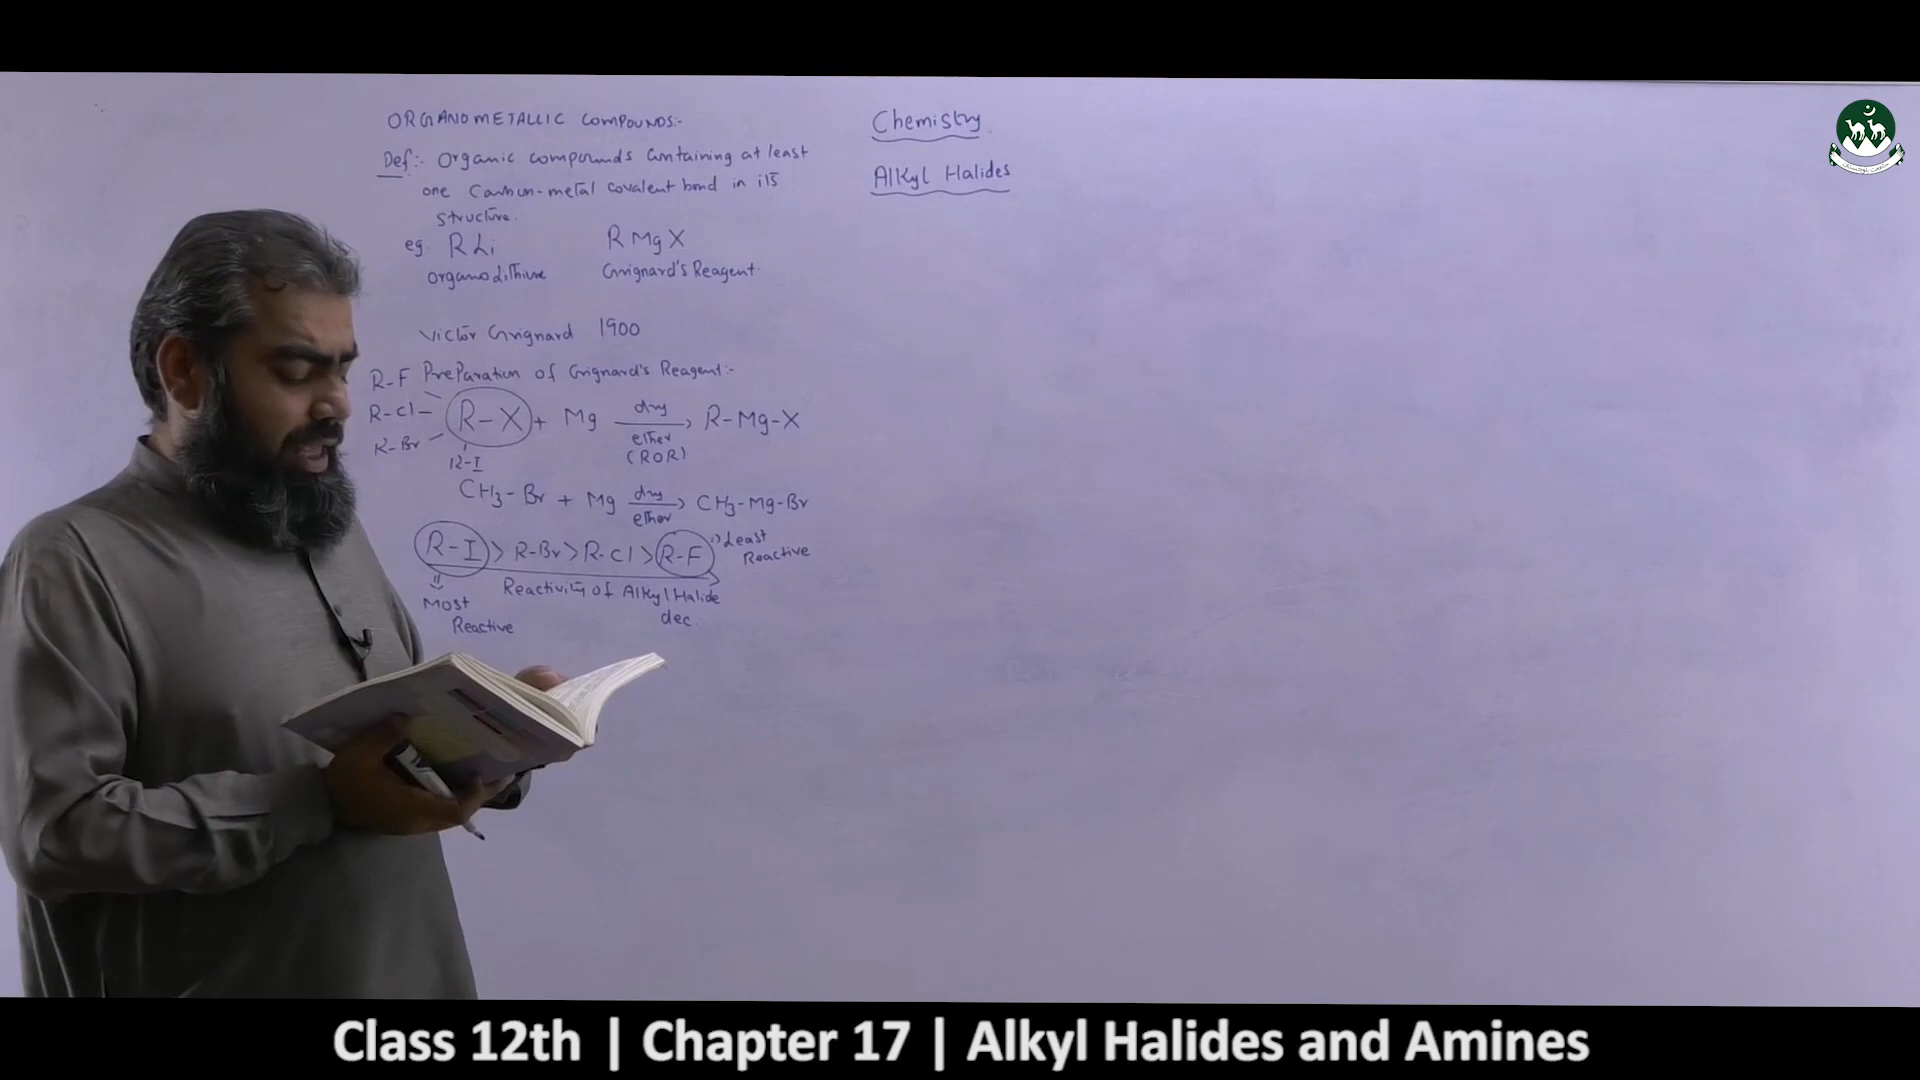 ORGANOMETALLIC COMPOUNDS:-
Def:- Organic compounds containing at least
one Carbon-metal covalent bond in its
structure.
eg. RLi RMgX
organolithium Grignard's Reagent
Victor Grignard 1900
Preparation of Grignard's Reagent:-
R-F
R-Cl
R-Br
R-I
R-X + Mg dry ether (ROR) → R-Mg-X
CH3-Br + Mg dry ether → CH3-Mg-Br
R-I > R-Br > R-Cl > R-F Least Reactive
Most Reactive
Reactivity of Alkyl Halide
dec.
Chemistry
Alkyl Halides
Class 12th | Chapter 17 | Alkyl Halides and Amines